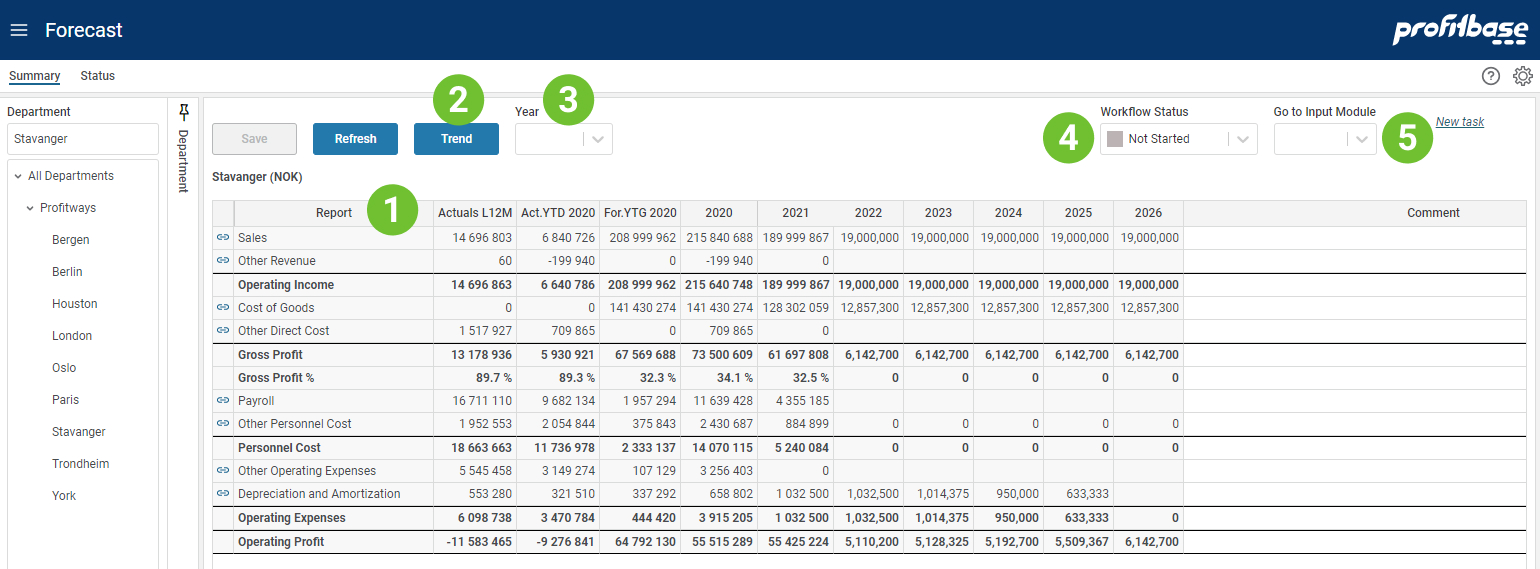 Forecast
profitbase
Summary Status
Department
Stavanger
All Departments
Profitways
Bergen
Berlin
Houston
London
Oslo
Paris
Stavanger
Trondheim
York
Department
2 Year 3 4 Workflow Status Go to Input Module 5 New task
Save Refresh Trend Not Started
Stavanger (NOK)
Report 1 Actuals L12M Act.YTD 2020 For.YTG 2020 2020 2021 2022 2023 2024 2025 2026 Comment
Sales 14 696 803 6 840 726 208 999 962 215 840 688 189 999 867 19,000,000 19,000,000 19,000,000 19,000,000 19,000,000
Other Revenue 60 -199 940 0 -199 940 0
Operating Income 14 696 863 6 640 786 208 999 962 215 640 748 189 999 867 19,000,000 19,000,000 19,000,000 19,000,000 19,000,000
Cost of Goods 0 0 141 430 274 141 430 274 128 302 059 12,857,300 12,857,300 12,857,300 12,857,300 12,857,300
Other Direct Cost 1 517 927 709 865 0 709 865 0
Gross Profit 13 178 936 5 930 921 67 569 688 73 500 609 61 697 808 6,142,700 6,142,700 6,142,700 6,142,700 6,142,700
Gross Profit % 89.7 % 89.3 % 32.3 % 34.1 % 32.5 % 0 0 0 0 0
Payroll 16 711 110 9 682 134 1 957 294 11 639 428 4 355 185
Other Personnel Cost 1 952 553 2 054 844 375 843 2 430 687 884 899 0 0 0 0 0
Personnel Cost 18 663 663 11 736 978 2 333 137 14 070 115 5 240 084 0 0 0 0 0
Other Operating Expenses 5 545 458 3 149 274 107 129 3 256 403 0
Depreciation and Amortization 553 280 321 510 337 292 658 802 1 032 500 1,032,500 1,014,375 950,000 633,333
Operating Expenses 6 098 738 3 470 784 444 420 3 915 205 1 032 500 1,032,500 1,014,375 950,000 633,333 0
Operating Profit -11 583 465 -9 276 841 64 792 130 55 515 289 55 425 224 5,110,200 5,128,325 5,192,700 5,509,367 6,142,700